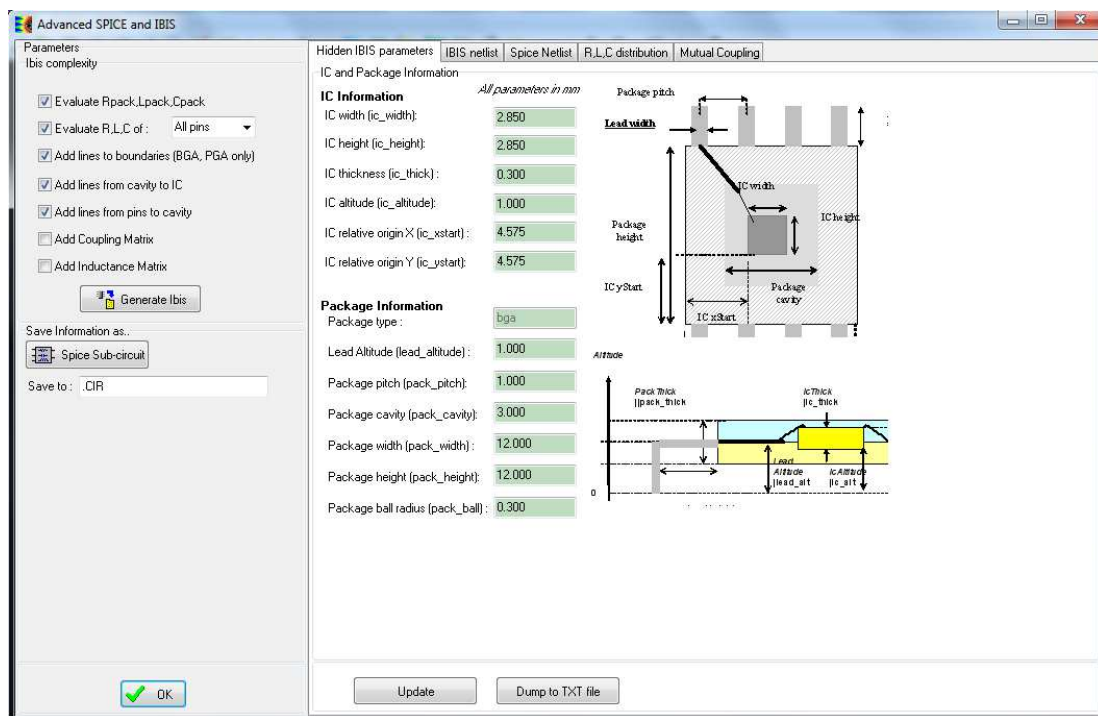 Advanced SPICE and IBIS
Parameters
Ibis complexity
Evaluate Rpack,Lpack,Cpack
Evaluate R,L,C of : All pins
Add lines to boundaries (BGA, PGA only)
Add lines from cavity to IC
Add lines from pins to cavity
Add Coupling Matrix
Add Inductance Matrix
Generate Ibis
Save Information as..
Spice Sub-circuit
Save to : .CIR
OK
Hidden IBIS parameters IBIS netlist Spice Netlist R,L,C distribution Mutual Coupling
IC and Package Information
IC Information All parameters in mm
IC width (ic_width): 2.850
IC height (ic_height): 2.850
IC thickness (ic_thick) : 0.300
IC altitude (ic_altitude): 1.000
IC relative origin X (ic_xstart) : 4.575
IC relative origin Y (ic_ystart): 4.575
Package Information
Package type : bga
Lead Altitude (lead_altitude) : 1.000
Package pitch (pack_pitch): 1.000
Package cavity (pack_cavity): 3.000
Package width (pack_width) : 12.000
Package height (pack_height): 12.000
Package ball radius (pack_ball) : 0.300
Package pitch
Lead width
IC width
IC height
Package
height
IC yStart
Package
cavity
IC xStart
Altitude
PackThick
||pack_thick
IcThick
|ic_thick
Lead
Altitude
|lead_alt
IcAltitude
|ic_alt
0
Update
Dump to TXT file